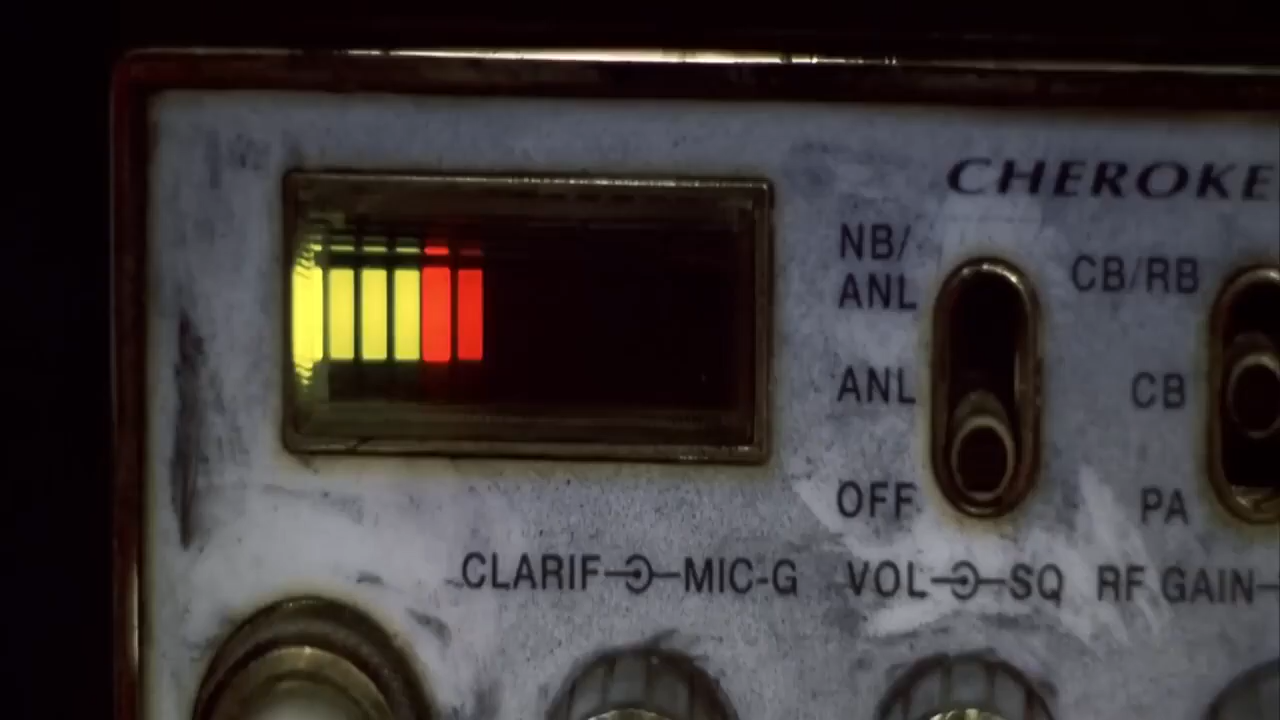 CHEROKE
NB/
ANL
CB/RB
ANL
CB
OFF
PA
CLARIF MIC-G VOL SQ RF GAIN